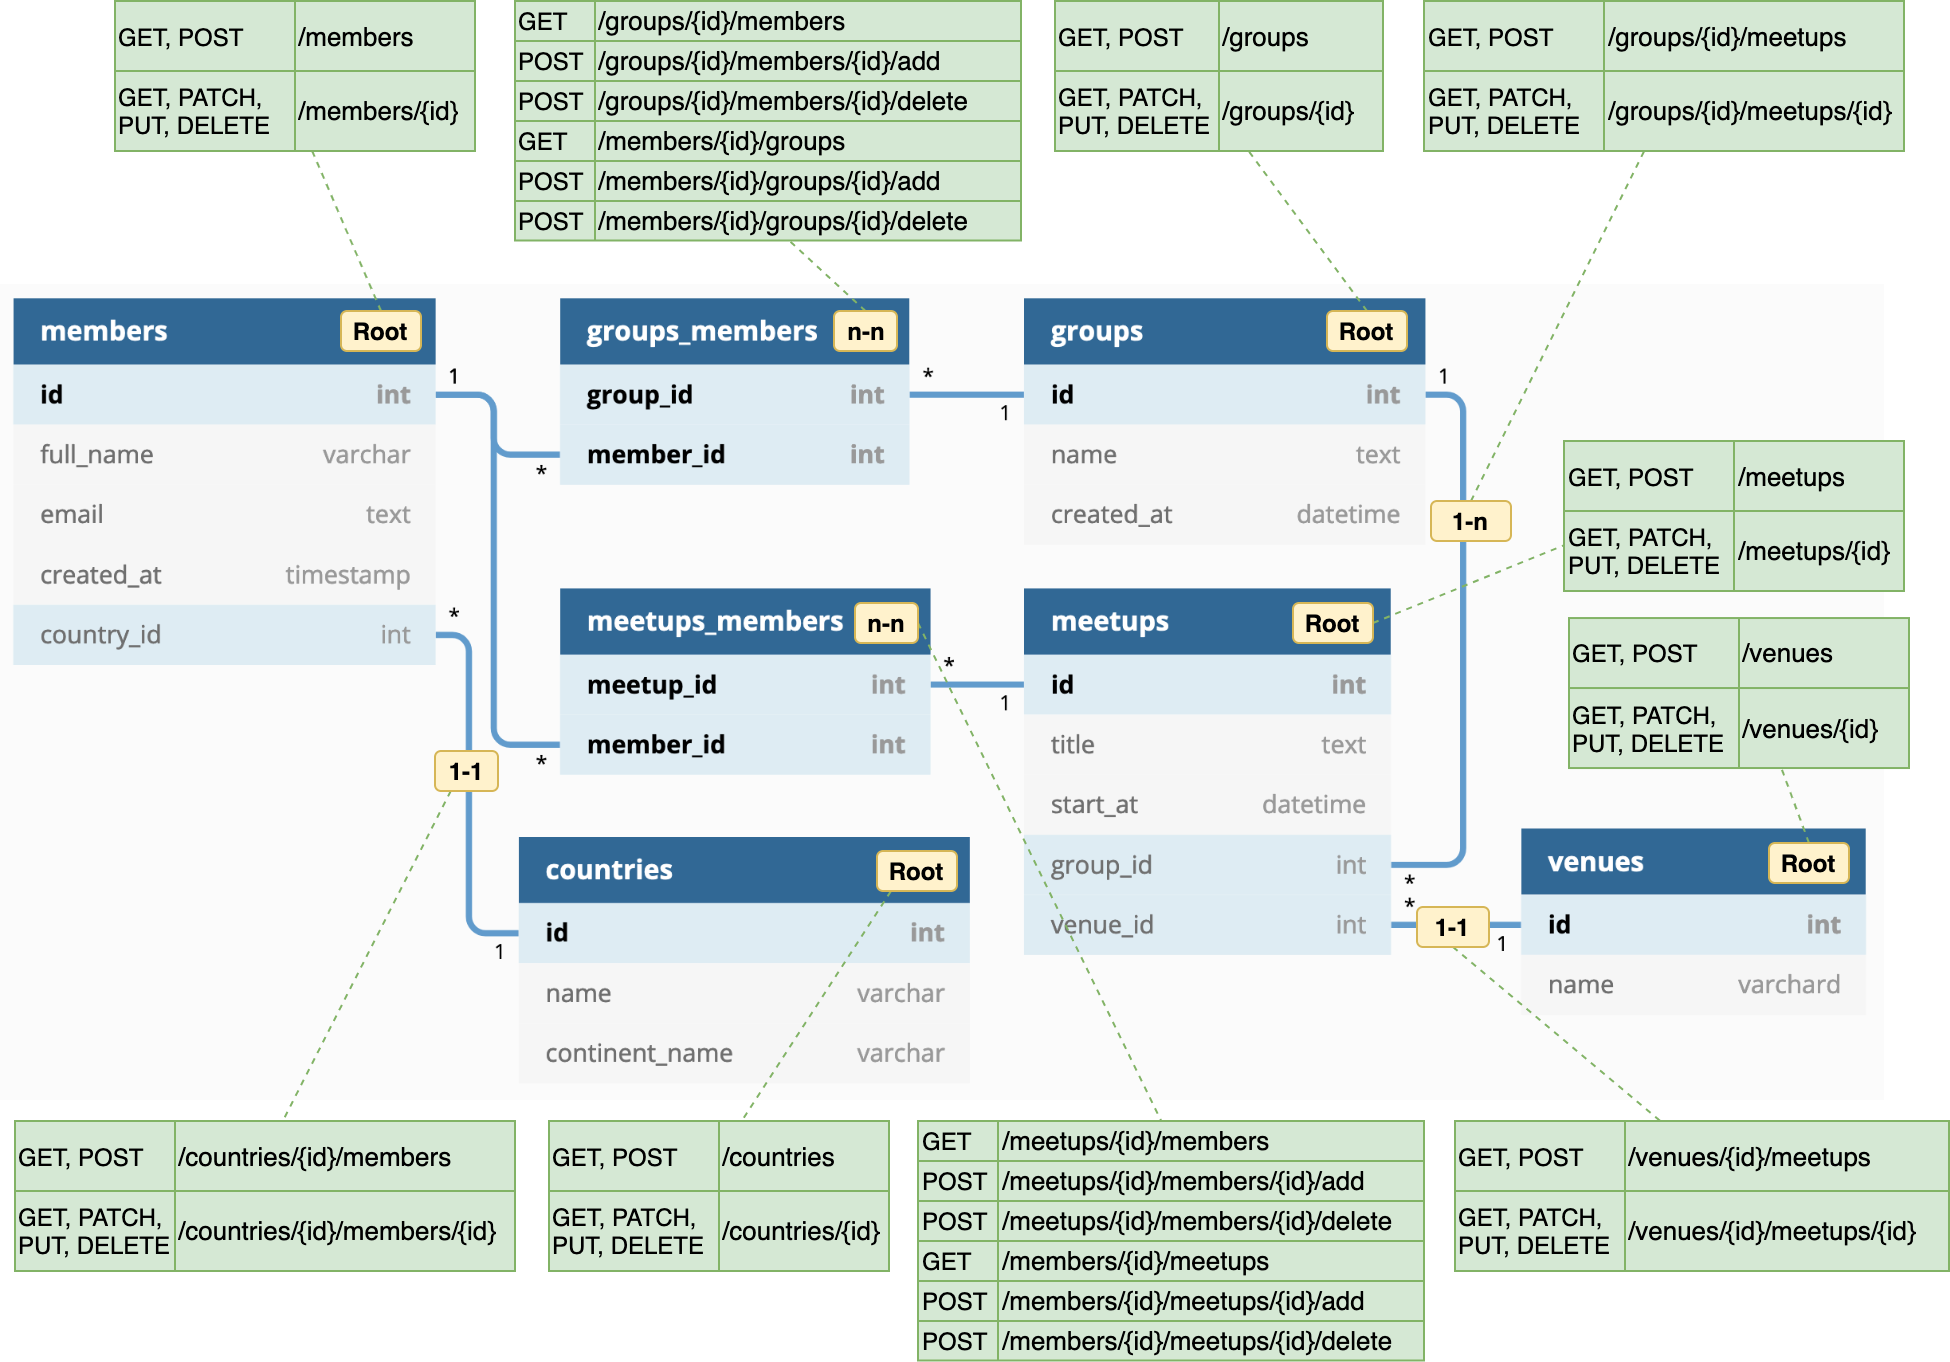 GET, POST /members
GET, PATCH, PUT, DELETE /members/{id}
GET /groups/{id}/members
POST /groups/{id}/members/{id}/add
POST /groups/{id}/members/{id}/delete
GET /members/{id}/groups
POST /members/{id}/groups/{id}/add
POST /members/{id}/groups/{id}/delete
GET, POST /groups
GET, PATCH, PUT, DELETE /groups/{id}
GET, POST /groups/{id}/meetups
GET, PATCH, PUT, DELETE /groups/{id}/meetups/{id}
members Root
id int
full_name varchar
email text
created_at timestamp
country_id int
1
*
*
*
groups_members n-n
group_id int
member_id int
*
1
groups Root
id int
name text
created_at datetime
1
1-n
GET, POST /meetups
GET, PATCH, PUT, DELETE /meetups/{id}
meetups_members n-n
meetup_id int
member_id int
*
1
meetups Root
id int
title text
start_at datetime
group_id int
venue_id int
*
*
1-1
1
GET, POST /venues
GET, PATCH, PUT, DELETE /venues/{id}
venues Root
id int
name varchard
1-1
1
countries Root
id int
name varchar
continent_name varchar
GET, POST /countries/{id}/members
GET, PATCH, PUT, DELETE /countries/{id}/members/{id}
GET, POST /countries
GET, PATCH, PUT, DELETE /countries/{id}
GET /meetups/{id}/members
POST /meetups/{id}/members/{id}/add
POST /meetups/{id}/members/{id}/delete
GET /members/{id}/meetups
POST /members/{id}/meetups/{id}/add
POST /members/{id}/meetups/{id}/delete
GET, POST /venues/{id}/meetups
GET, PATCH, PUT, DELETE /venues/{id}/meetups/{id}